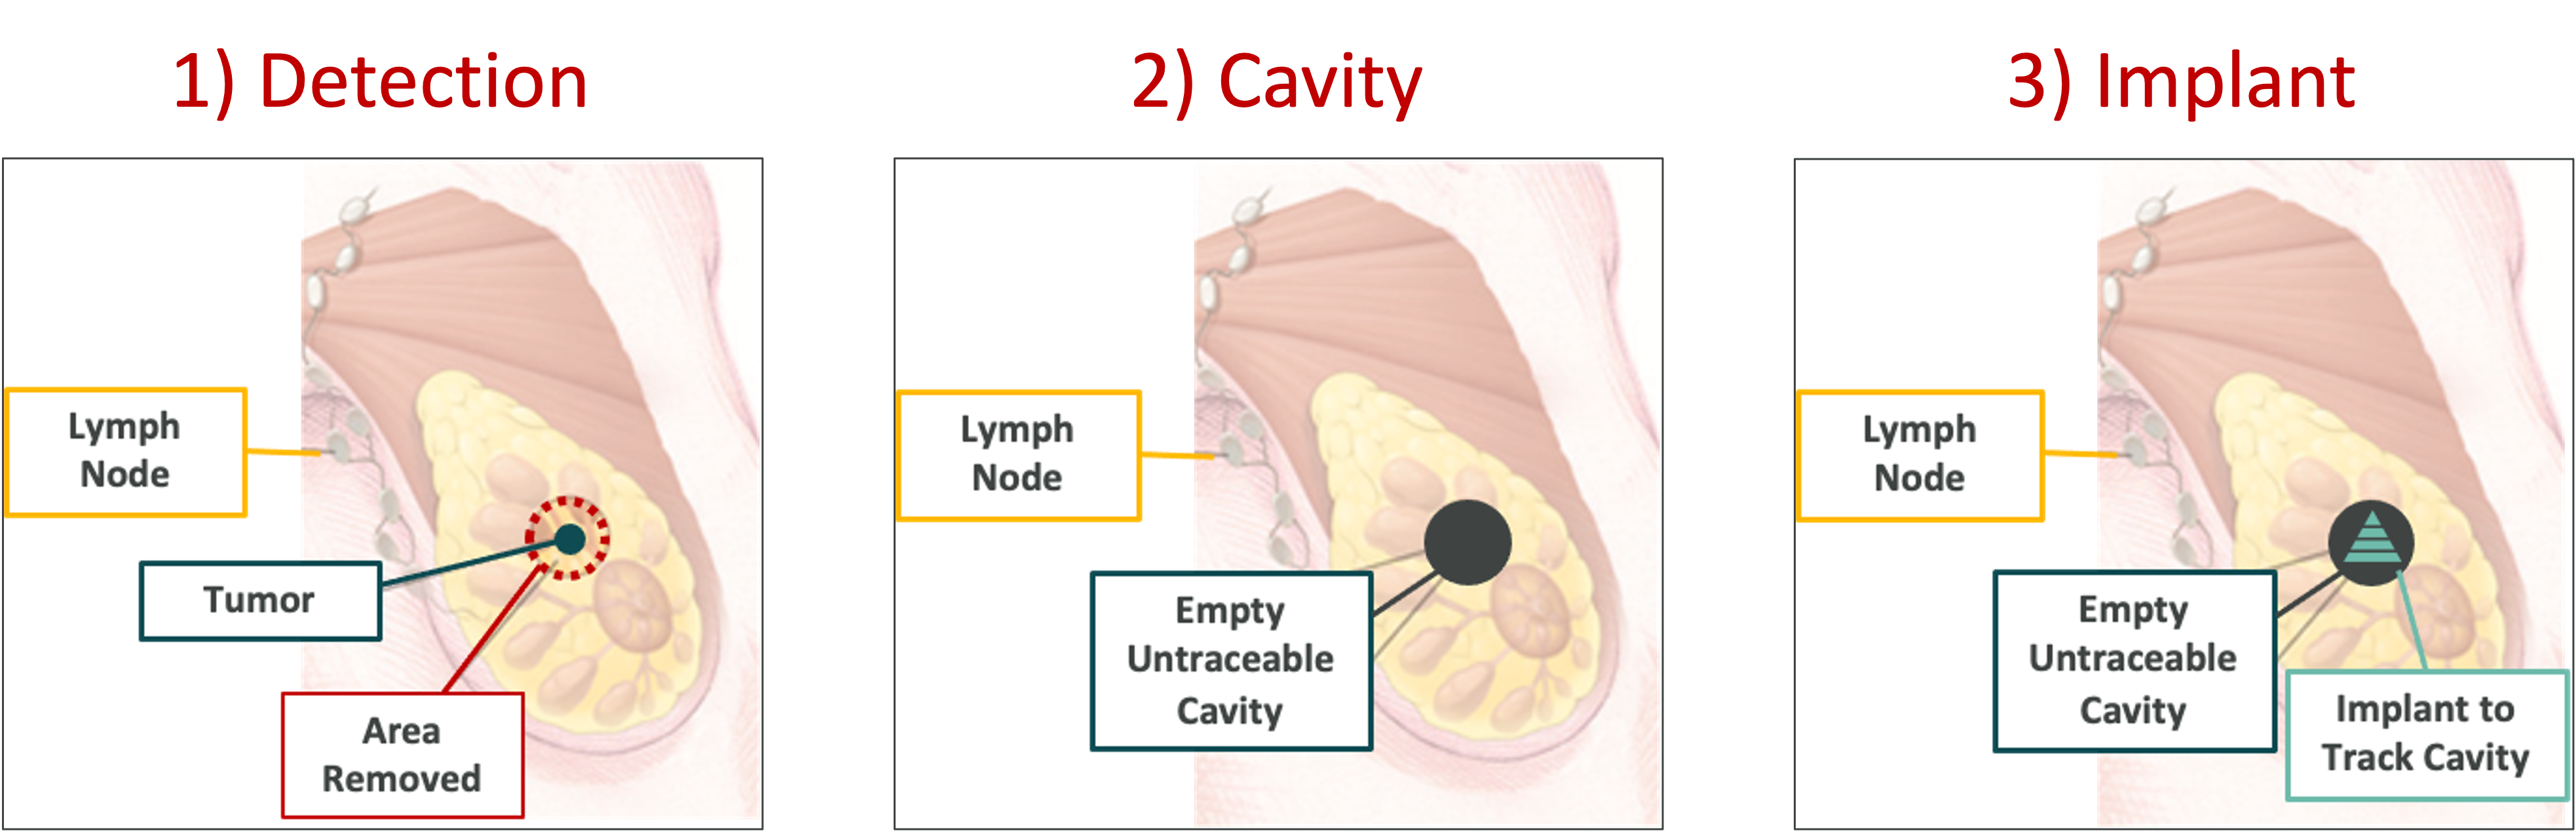 1) Detection
Lymph
Node
Tumor
Area
Removed
2) Cavity
Lymph
Node
Empty
Untraceable
Cavity
3) Implant
Lymph
Node
Empty
Untraceable
Cavity
Implant to
Track Cavity